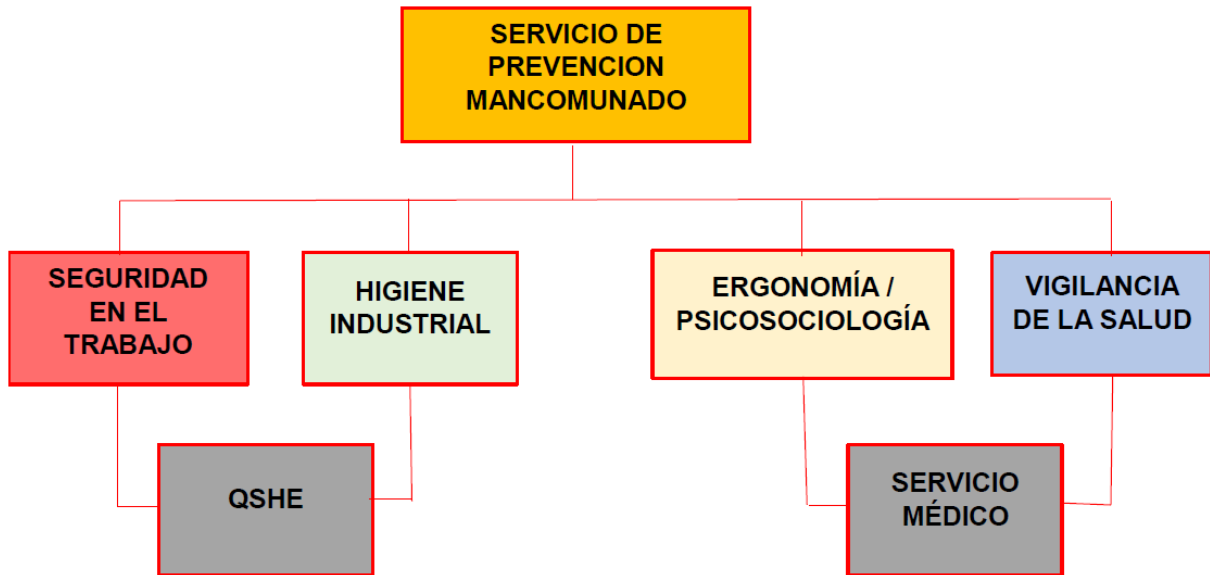 SERVICIO DE
PREVENCION
MANCOMUNADO
SEGURIDAD
EN EL
TRABAJO
HIGIENE
INDUSTRIAL
ERGONOMÍA /
PSICOSOCIOLOGÍA
VIGILANCIA
DE LA SALUD
QSHE
SERVICIO
MÉDICO